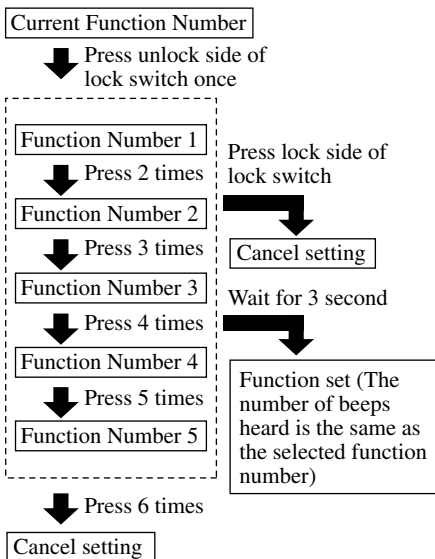 Current Function Number
Press unlock side of
lock switch once
Function Number 1
Press 2 times
Function Number 2
Press 3 times
Function Number 3
Press 4 times
Function Number 4
Press 5 times
Function Number 5
Press lock side of
lock switch
Cancel setting
Wait for 3 second
Function set (The
number of beeps
heard is the same as
the selected function
number)
Press 6 times
Cancel setting